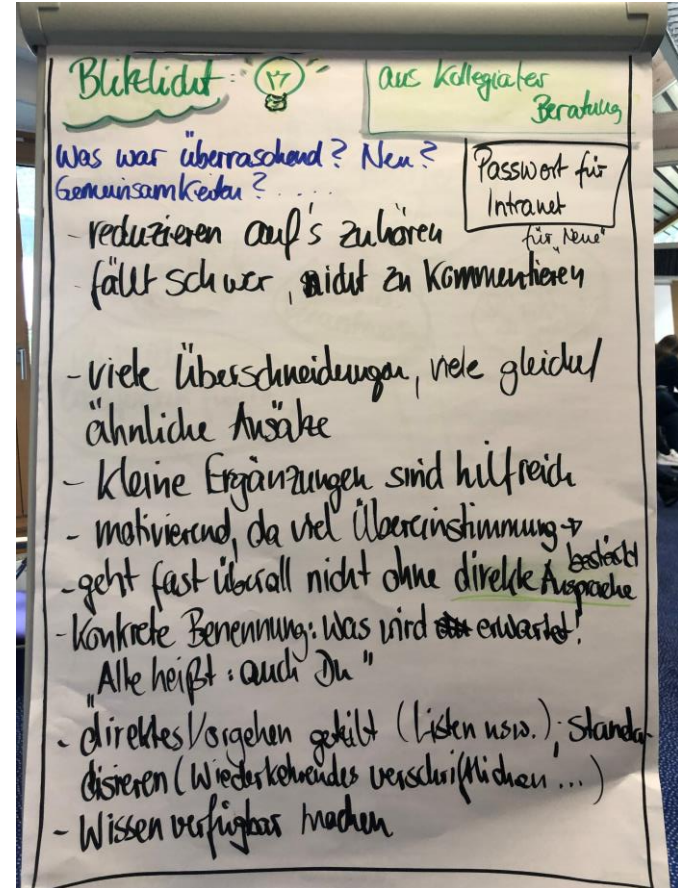 Blitzlicht:
aus Kollegialer
Beratung
Was war überraschend? Neu?
Gemeinsamkeiten? ....
Passwort für
Intranet
für "Neue"
- reduzieren auf's zuhören
- fällt schwer, nicht zu kommentieren
- viele Überschneidungen, viele gleiche/
ähnliche Ansätze
- kleine Ergänzungen sind hilfreich
- motivierend, da viel Übereinstimmung →
bestärkt
- geht fast überall nicht ohne direkte Ansprache
- Konkrete Benennung: Was wird erwartet!
"Alle heißt: auch Du"
- direktes Vorgehen geteilt (Listen usw.); Standar-
disieren (Wiederkehrendes verschriftlichen ...)
- Wissen verfügbar machen